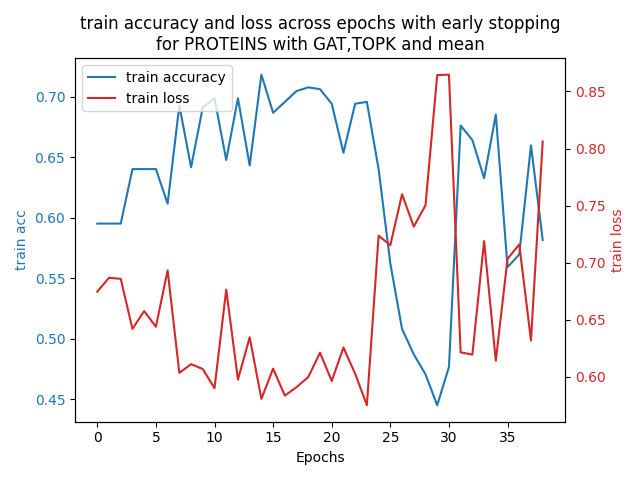 train accuracy and loss across epochs with early stopping
for PROTEINS with GAT,TOPK and mean
train accuracy
train loss
train acc
0.70
0.65
0.60
0.55
0.50
0.45
0.85
0.80
0.75
0.70
0.65
0.60
train loss
0 5 10 15 20 25 30 35
Epochs